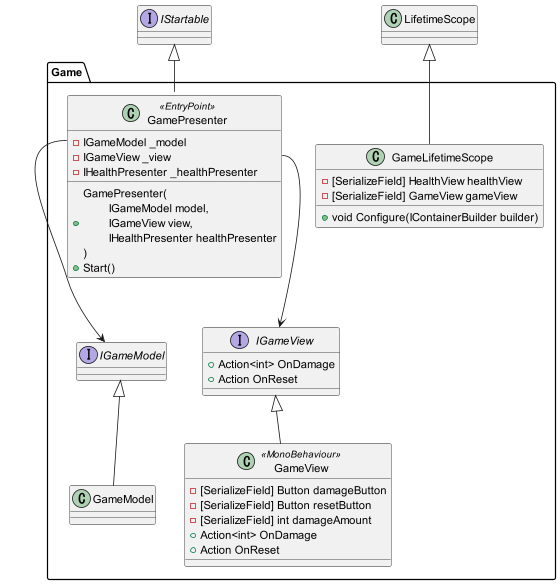 I IStartable
C LifetimeScope
Game
«EntryPoint»
C GamePresenter
IGameModel _model
IGameView _view
IHealthPresenter _healthPresenter
GamePresenter(
IGameModel model,
IGameView view,
IHealthPresenter healthPresenter
)
Start()
C GameLifetimeScope
[SerializeField] HealthView healthView
[SerializeField] GameView gameView
void Configure(IContainerBuilder builder)
I IGameModel
I IGameView
Action<int> OnDamage
Action OnReset
C GameModel
«MonoBehaviour»
C GameView
[SerializeField] Button damageButton
[SerializeField] Button resetButton
[SerializeField] int damageAmount
Action<int> OnDamage
Action OnReset